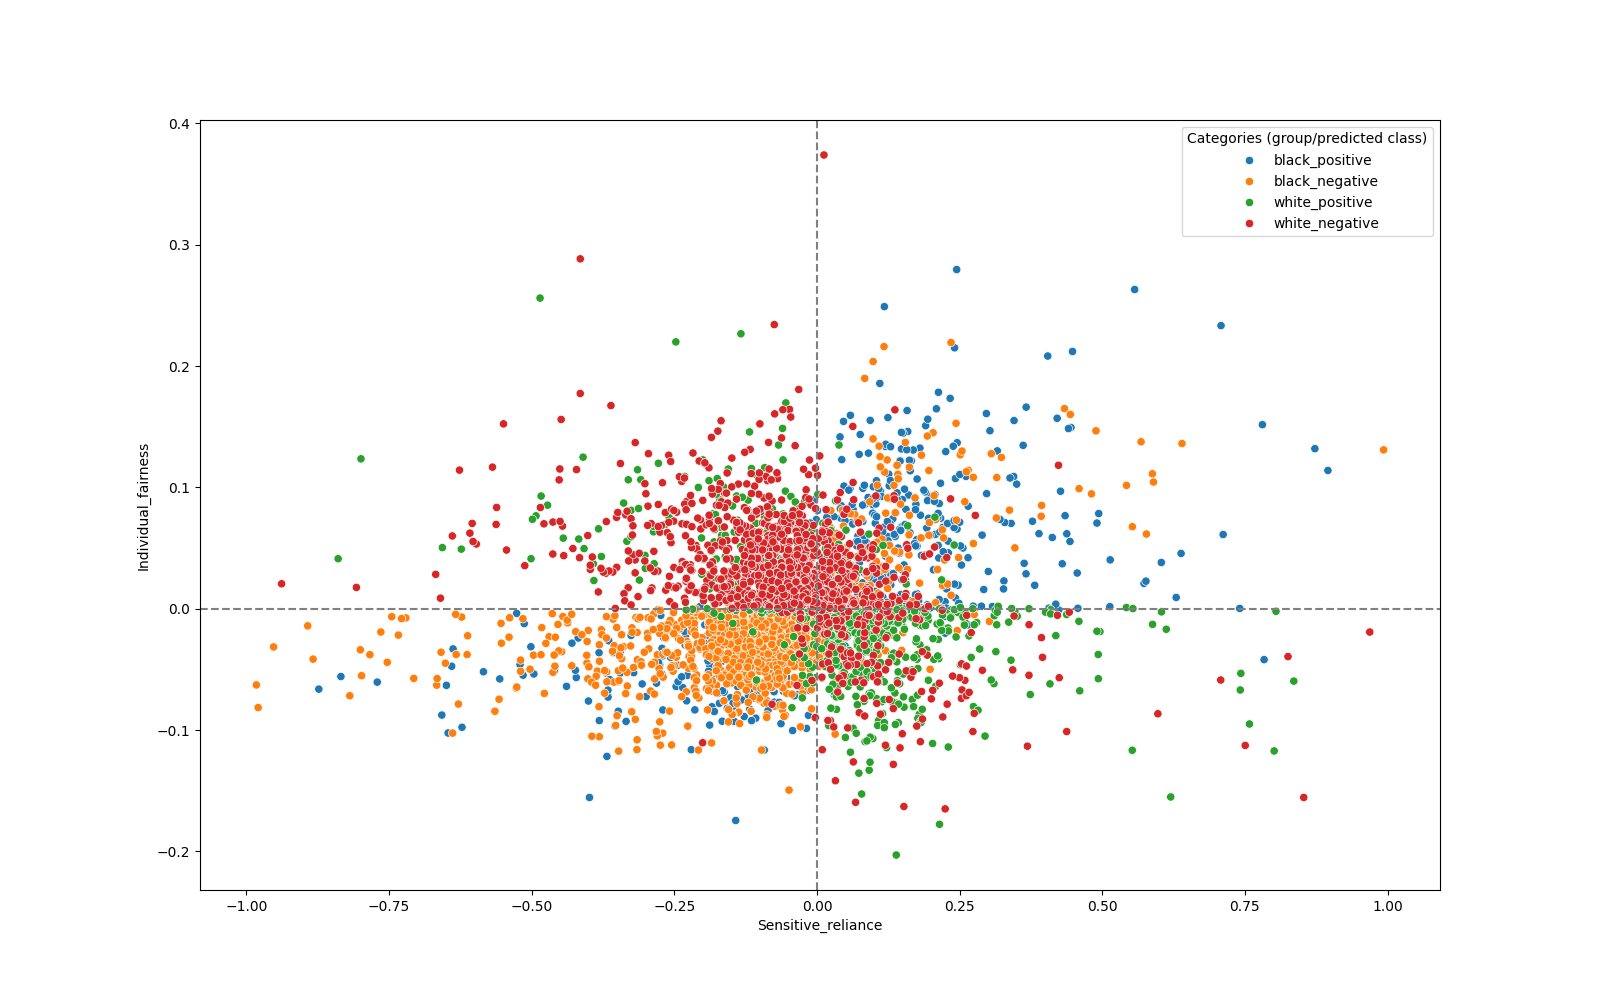 Categories (group/predicted class)
black_positive
black_negative
white_positive
white_negative
0.4
0.3
0.2
0.1
0.0
−0.1
−0.2
Individual_fairness
−1.00
−0.75
−0.50
−0.25
0.00
0.25
0.50
0.75
1.00
Sensitive_reliance